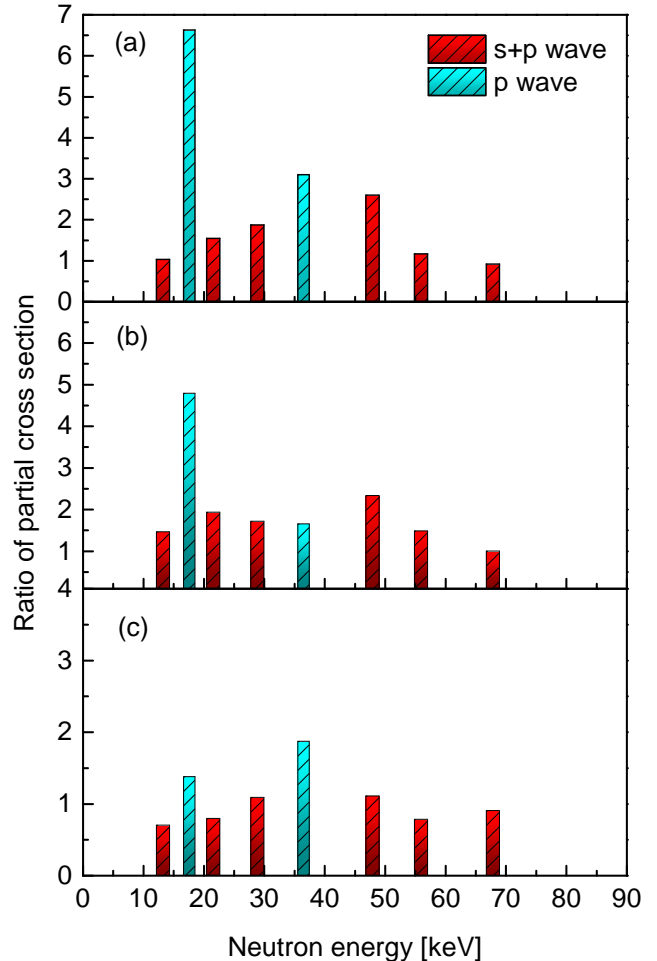 Ratio of partial cross section
(a)
s+p wave
p wave
7
6
5
4
3
2
1
0
(b)
6
5
4
3
2
1
4
(c)
3
2
1
0
0 10 20 30 40 50 60 70 80 90
Neutron energy [keV]